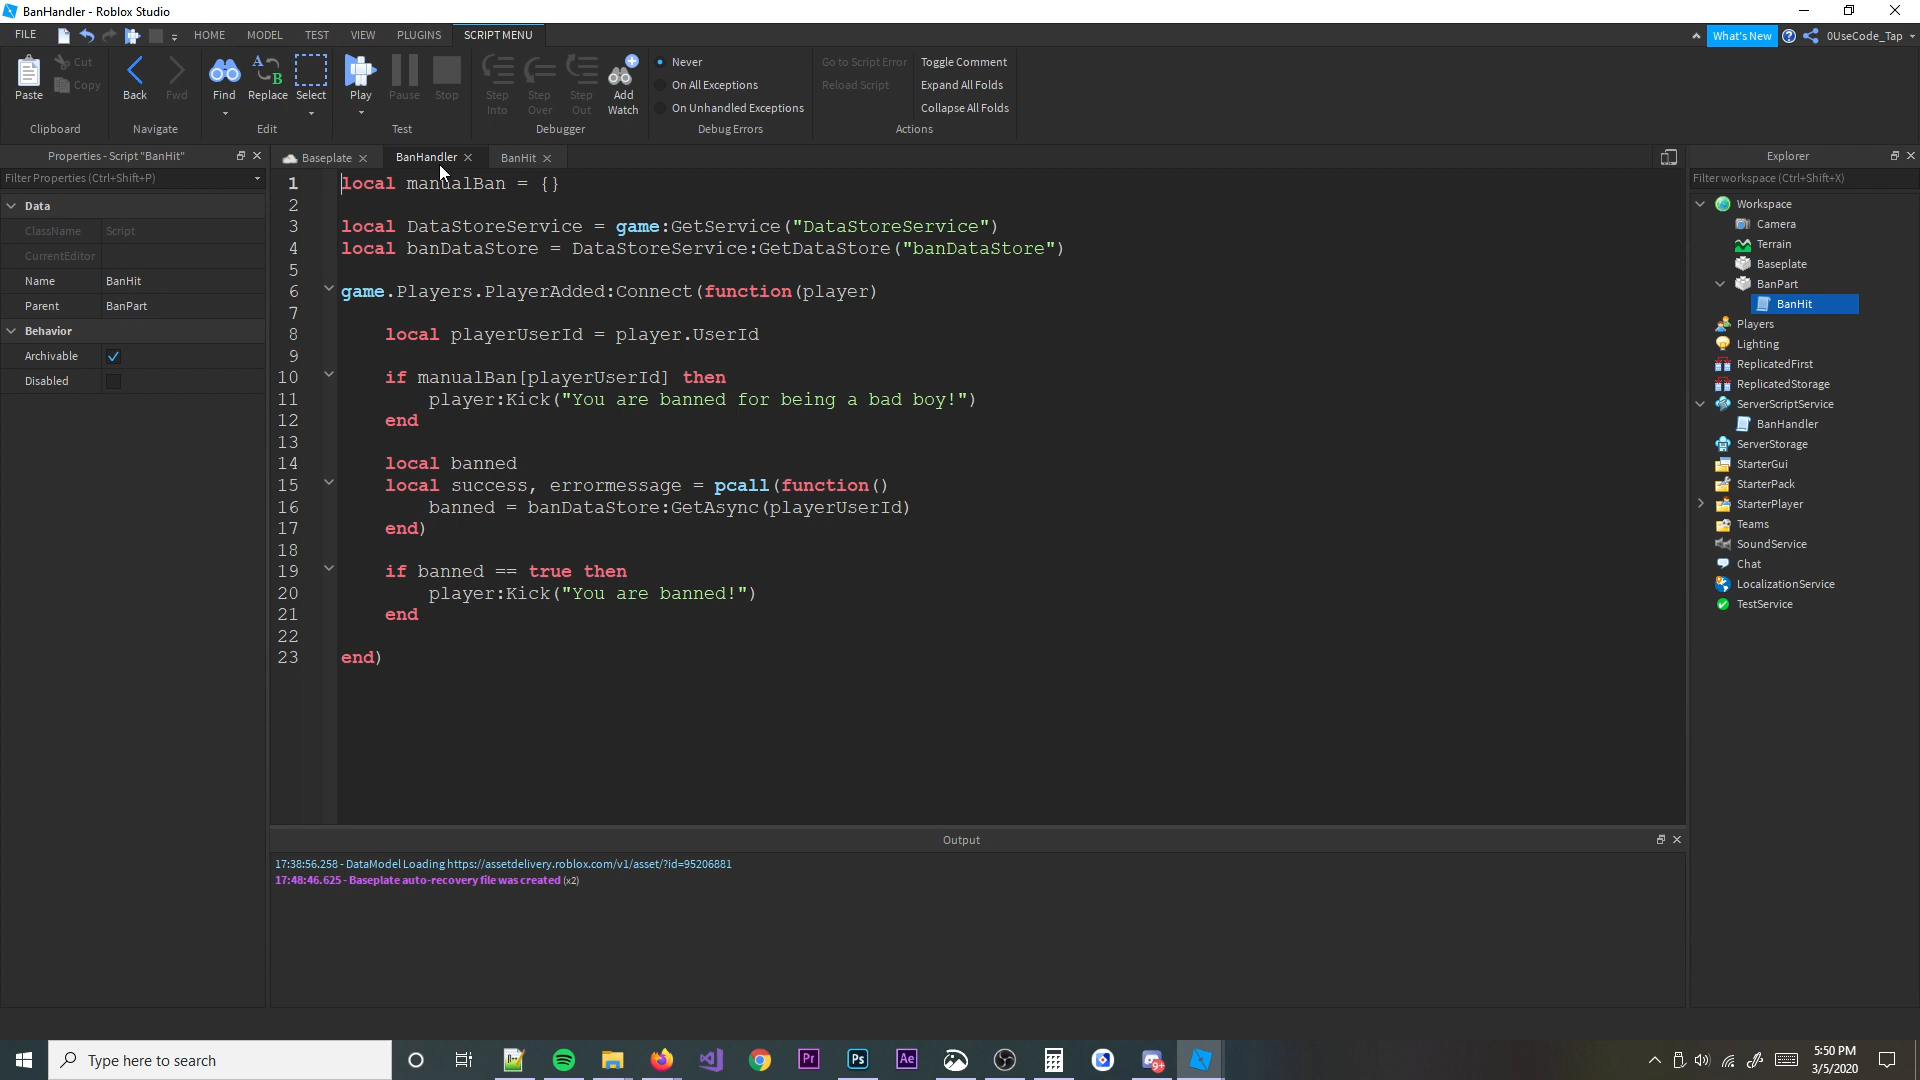 BanHandler - Roblox Studio
FILE
HOME
MODEL
TEST
VIEW
PLUGINS
SCRIPT MENU
What's New
0UseCode_Tap
Paste
Cut
Copy
Clipboard
Back
Fwd
Navigate
Find
Replace
Select
Edit
Play
Pause
Stop
Test
Step Into
Step Over
Step Out
Add Watch
Debugger
Never
On All Exceptions
On Unhandled Exceptions
Debug Errors
Go to Script Error
Reload Script
Toggle Comment
Expand All Folds
Collapse All Folds
Actions
Properties - Script "BanHit"
Filter Properties (Ctrl+Shift+P)
Data
ClassName Script
CurrentEditor
Name BanHit
Parent BanPart
Behavior
Archivable
Disabled
Baseplate
BanHandler
BanHit
1 local manualBan = {}
2
3 local DataStoreService = game:GetService("DataStoreService")
4 local banDataStore = DataStoreService:GetDataStore("banDataStore")
5
6 game.Players.PlayerAdded:Connect(function(player)
7
8 local playerUserId = player.UserId
9
10 if manualBan[playerUserId] then
11 player:Kick("You are banned for being a bad boy!")
12 end
13
14 local banned
15 local success, errormessage = pcall(function()
16 banned = banDataStore:GetAsync(playerUserId)
17 end)
18
19 if banned == true then
20 player:Kick("You are banned!")
21 end
22
23 end)
Output
17:38:56.258 - DataModel Loading https://assetdelivery.roblox.com/v1/asset/?id=95206881
17:48:46.625 - Baseplate auto-recovery file was created (x2)
Explorer
Filter workspace (Ctrl+Shift+X)
Workspace
Camera
Terrain
Baseplate
BanPart
BanHit
Players
Lighting
ReplicatedFirst
ReplicatedStorage
ServerScriptService
BanHandler
ServerStorage
StarterGui
StarterPack
StarterPlayer
Teams
SoundService
Chat
LocalizationService
TestService
Type here to search
Pr
Ps
Ae
9+
5:50 PM
3/5/2020